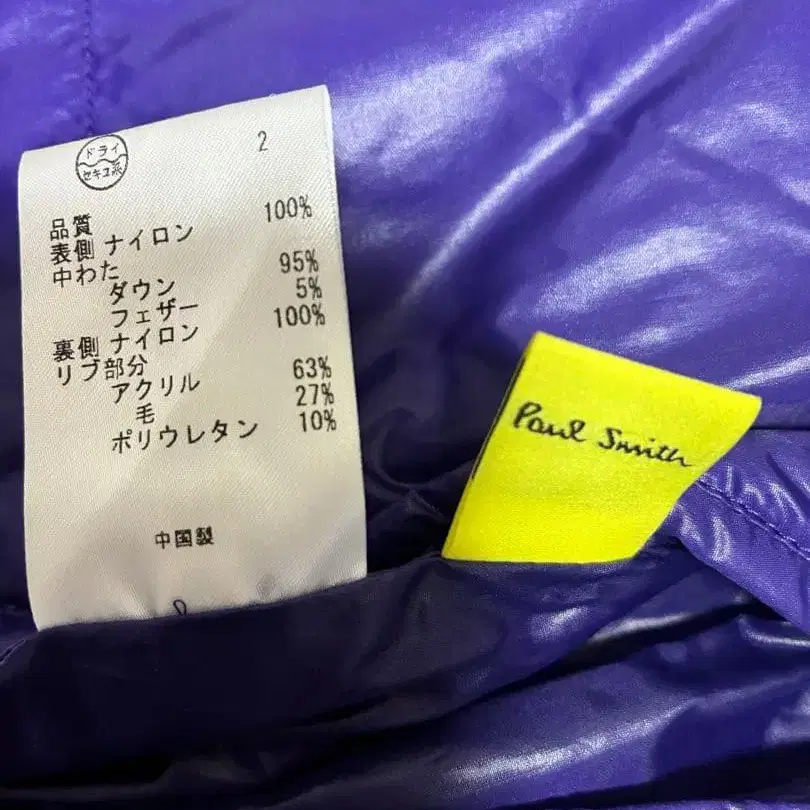 ドライ
セキユ系
2
品質
表側 ナイロン 100%
中わた
ダウン 95%
フェザー 5%
裏側 ナイロン 100%
リブ部分
アクリル 63%
毛 27%
ポリウレタン 10%
中国製
Paul Smith